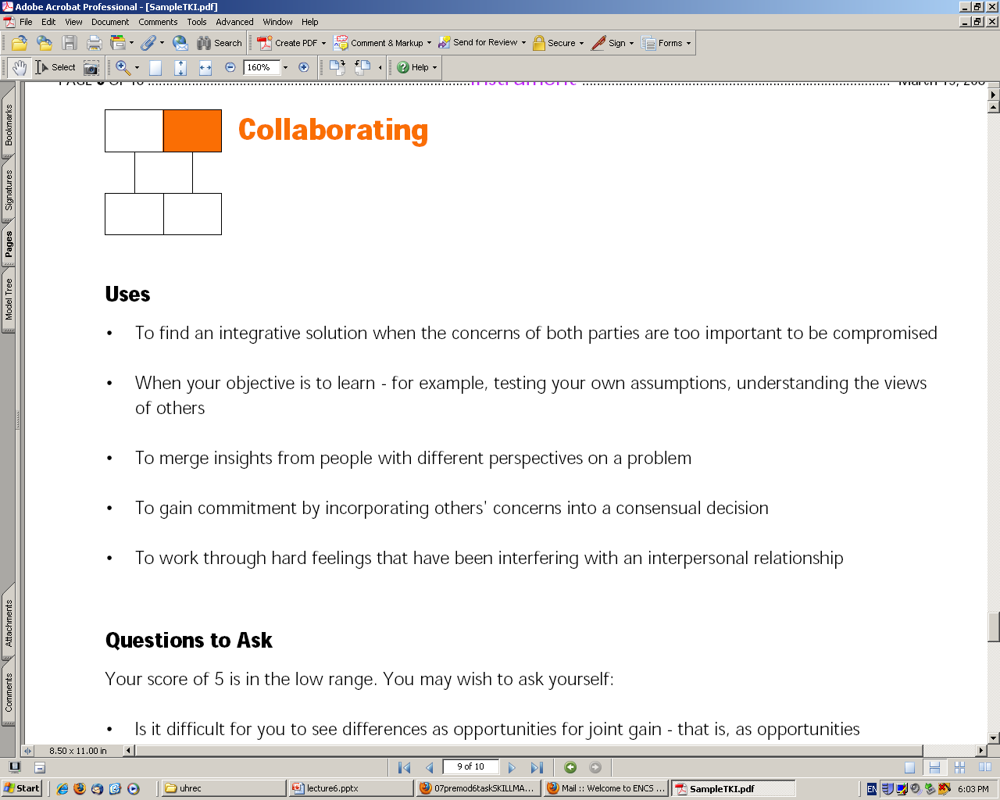 Adobe Acrobat Professional - [SampleTKI.pdf]
File Edit View Document Comments Tools Advanced Window Help
Search Create PDF Comment & Markup Send for Review Secure Sign Forms
Select 160% Help
Instrument
Collaborating
Uses
• To find an integrative solution when the concerns of both parties are too important to be compromised
• When your objective is to learn - for example, testing your own assumptions, understanding the views
of others
• To merge insights from people with different perspectives on a problem
• To gain commitment by incorporating others' concerns into a consensual decision
• To work through hard feelings that have been interfering with an interpersonal relationship
Questions to Ask
Your score of 5 is in the low range. You may wish to ask yourself:
• Is it difficult for you to see differences as opportunities for joint gain - that is, as opportunities
Bookmarks
Signatures
Pages
Model Tree
Attachments
Comments
8.50 x 11.00 in
9 of 10
Start uhrec lecture6.pptx 07premod6taskSKILLMA... Mail :: Welcome to ENCS ... SampleTKI.pdf EN 6:03 PM